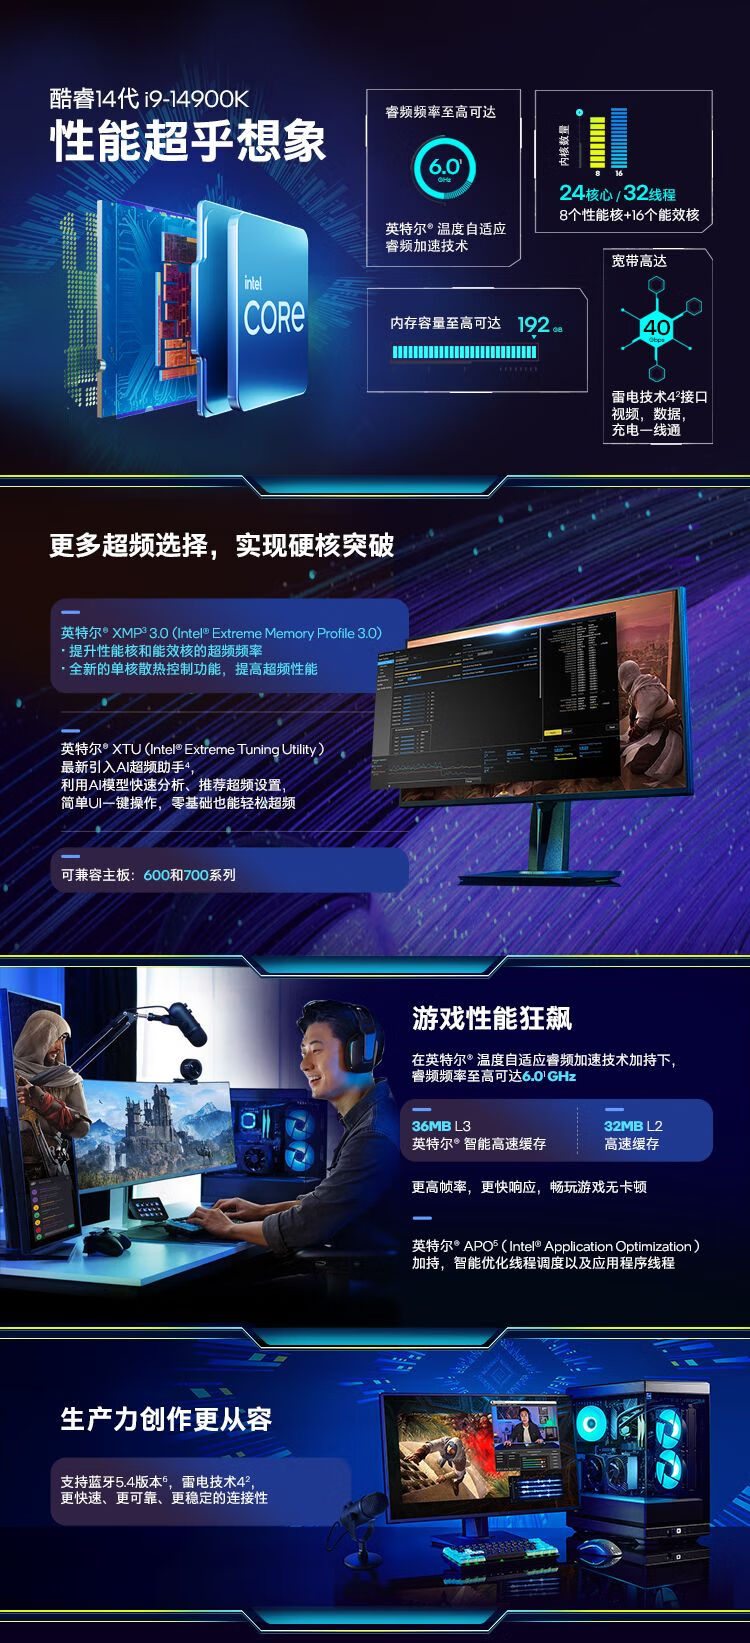 酷睿14代 i9-14900K
性能超乎想象
intel
CORe
睿频频率至高可达
6.0¹
GHz
英特尔® 温度自适应
睿频加速技术
内核数量
8 16
24核心 / 32线程
8个性能核+16个能效核
内存容量至高可达 192 GB
宽带高达
40
Gbps
雷电技术4²接口
视频，数据，
充电一线通
更多超频选择，实现硬核突破
英特尔® XMP³ 3.0 (Intel® Extreme Memory Profile 3.0)
· 提升性能核和能效核的超频频率
· 全新的单核散热控制功能，提高超频性能
英特尔® XTU (Intel® Extreme Tuning Utility)
最新引入AI超频助手⁴，
利用AI模型快速分析、推荐超频设置，
简单UI一键操作，零基础也能轻松超频
可兼容主板：600和700系列
游戏性能狂飙
在英特尔® 温度自适应睿频加速技术加持下，
睿频频率至高可达6.0¹ GHz
36MB L3
英特尔® 智能高速缓存
32MB L2
高速缓存
更高帧率，更快响应，畅玩游戏无卡顿
英特尔® APO⁵ (Intel® Application Optimization)
加持，智能优化线程调度以及应用程序线程
生产力创作更从容
支持蓝牙5.4版本⁶，雷电技术4²，
更快速、更可靠、更稳定的连接性